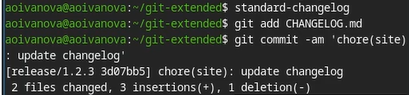 aoivanova@aoivanova:~/git-extended$ standard-changelog
aoivanova@aoivanova:~/git-extended$ git add CHANGELOG.md
aoivanova@aoivanova:~/git-extended$ git commit -am 'chore(site)
: update changelog'
[release/1.2.3 3d07bb5] chore(site): update changelog
 2 files changed, 3 insertions(+), 1 deletion(-)